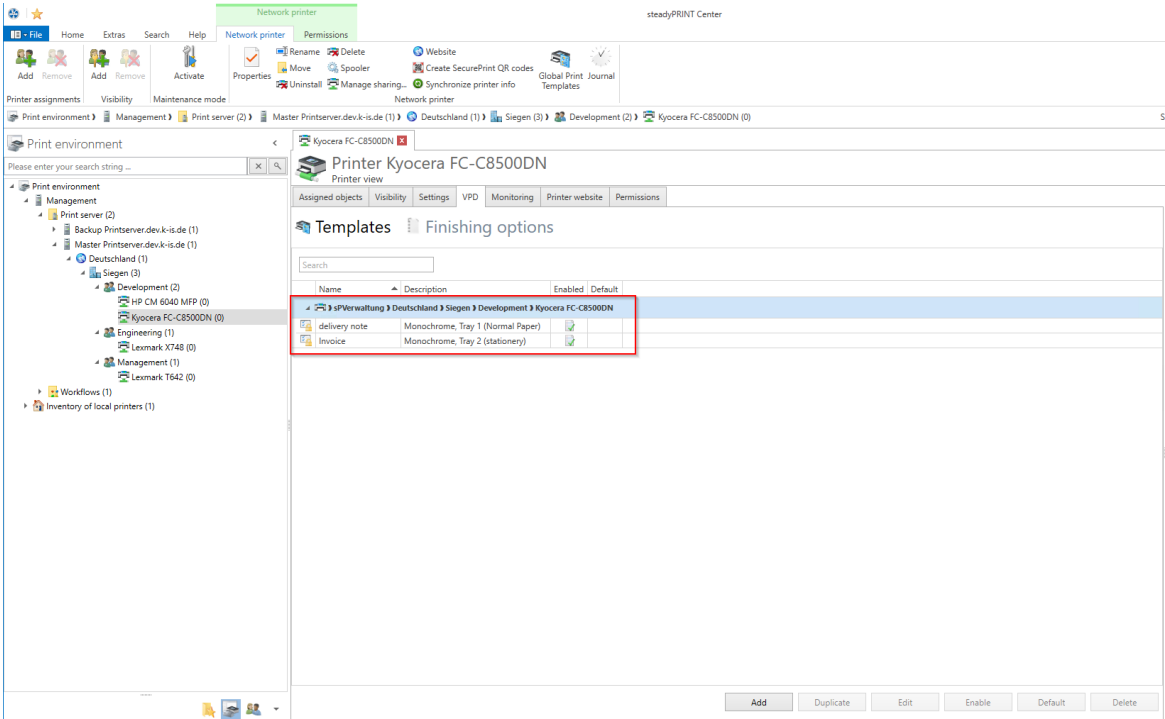 Network printer
steadyPRINT Center
File Home Extras Search Help Network printer Permissions
Add Remove Add Remove Activate Properties Rename Delete Website
Move Spooler Create SecurePrint QR codes Global Print Templates Journal
Uninstall Manage sharing... Synchronize printer info
Printer assignments Visibility Maintenance mode Network printer
Print environment Management Print server (2) Master Printserver.dev.k-is.de (1) Deutschland (1) Siegen (3) Development (2) Kyocera FC-C8500DN (0) S
Print environment
Please enter your search string ...
Print environment
Management
Print server (2)
Backup Printserver.dev.k-is.de (1)
Master Printserver.dev.k-is.de (1)
Deutschland (1)
Siegen (3)
Development (2)
HP CM 6040 MFP (0)
Kyocera FC-C8500DN (0)
Engineering (1)
Lexmark X748 (0)
Management (1)
Lexmark T642 (0)
Workflows (1)
Inventory of local printers (1)
Kyocera FC-C8500DN
Printer Kyocera FC-C8500DN
Printer view
Assigned objects Visibility Settings VPD Monitoring Printer website Permissions
Templates Finishing options
Search
Name Description Enabled Default
sPVerwaltung Deutschland Siegen Development Kyocera FC-C8500DN
delivery note Monochrome, Tray 1 (Normal Paper)
Invoice Monochrome, Tray 2 (stationery)
Add Duplicate Edit Enable Default Delete